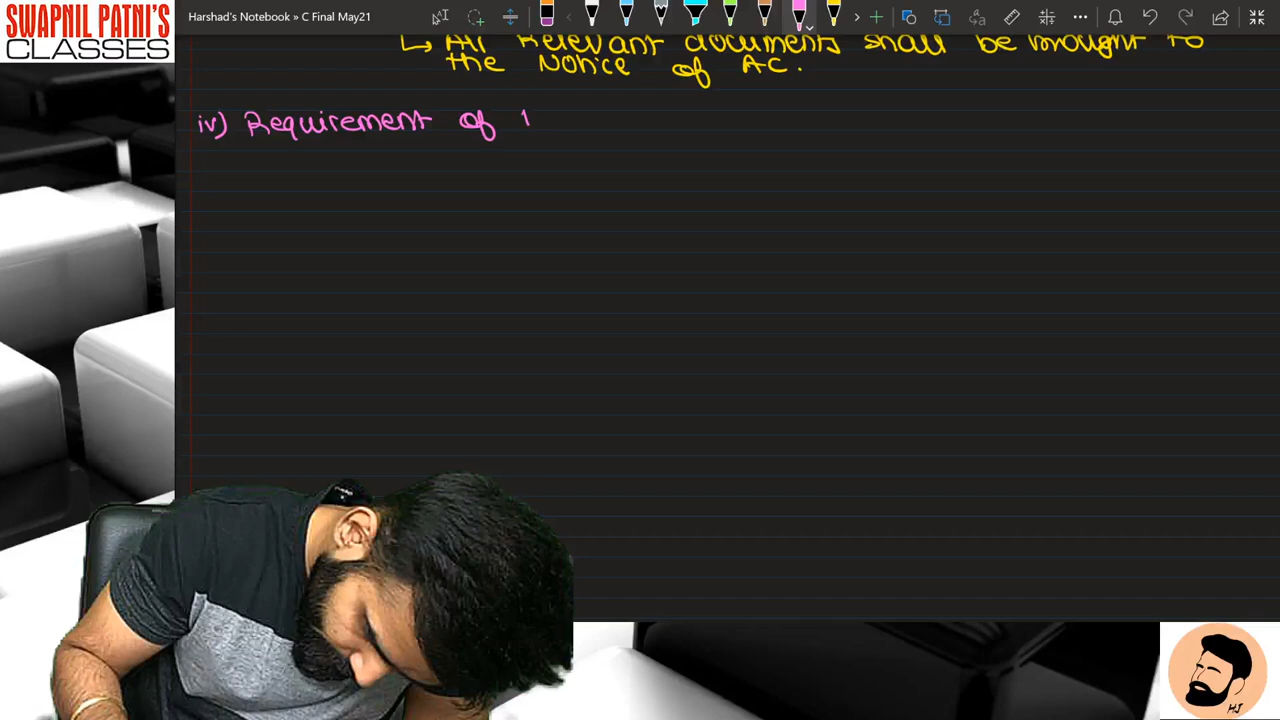 SWAPNIL PATNI'S
CLASSES
Harshad's Notebook » C Final May21
↳ All Relevant documents shall be brought to
the Notice of AC.
iv) Requirement of
HJ